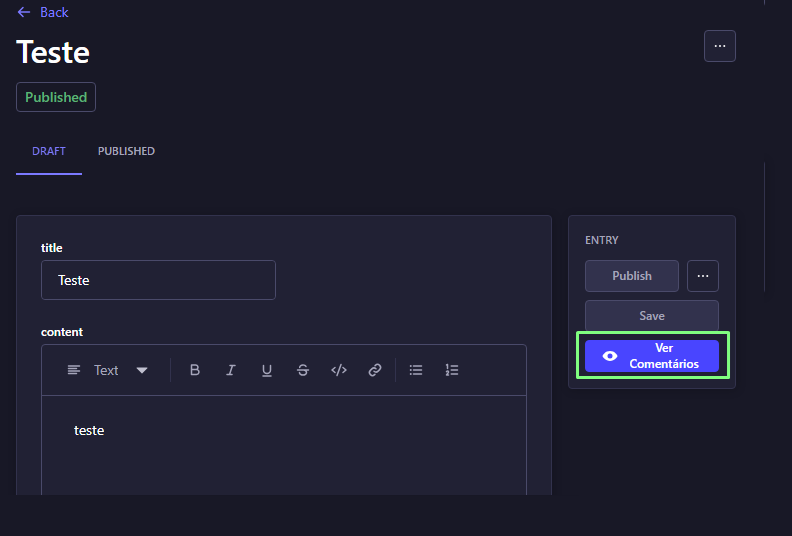 Back
Teste
...
Published
DRAFT PUBLISHED
title
Teste
content
Text
B I U S </>
teste
ENTRY
Publish ...
Save
Ver
Comentários